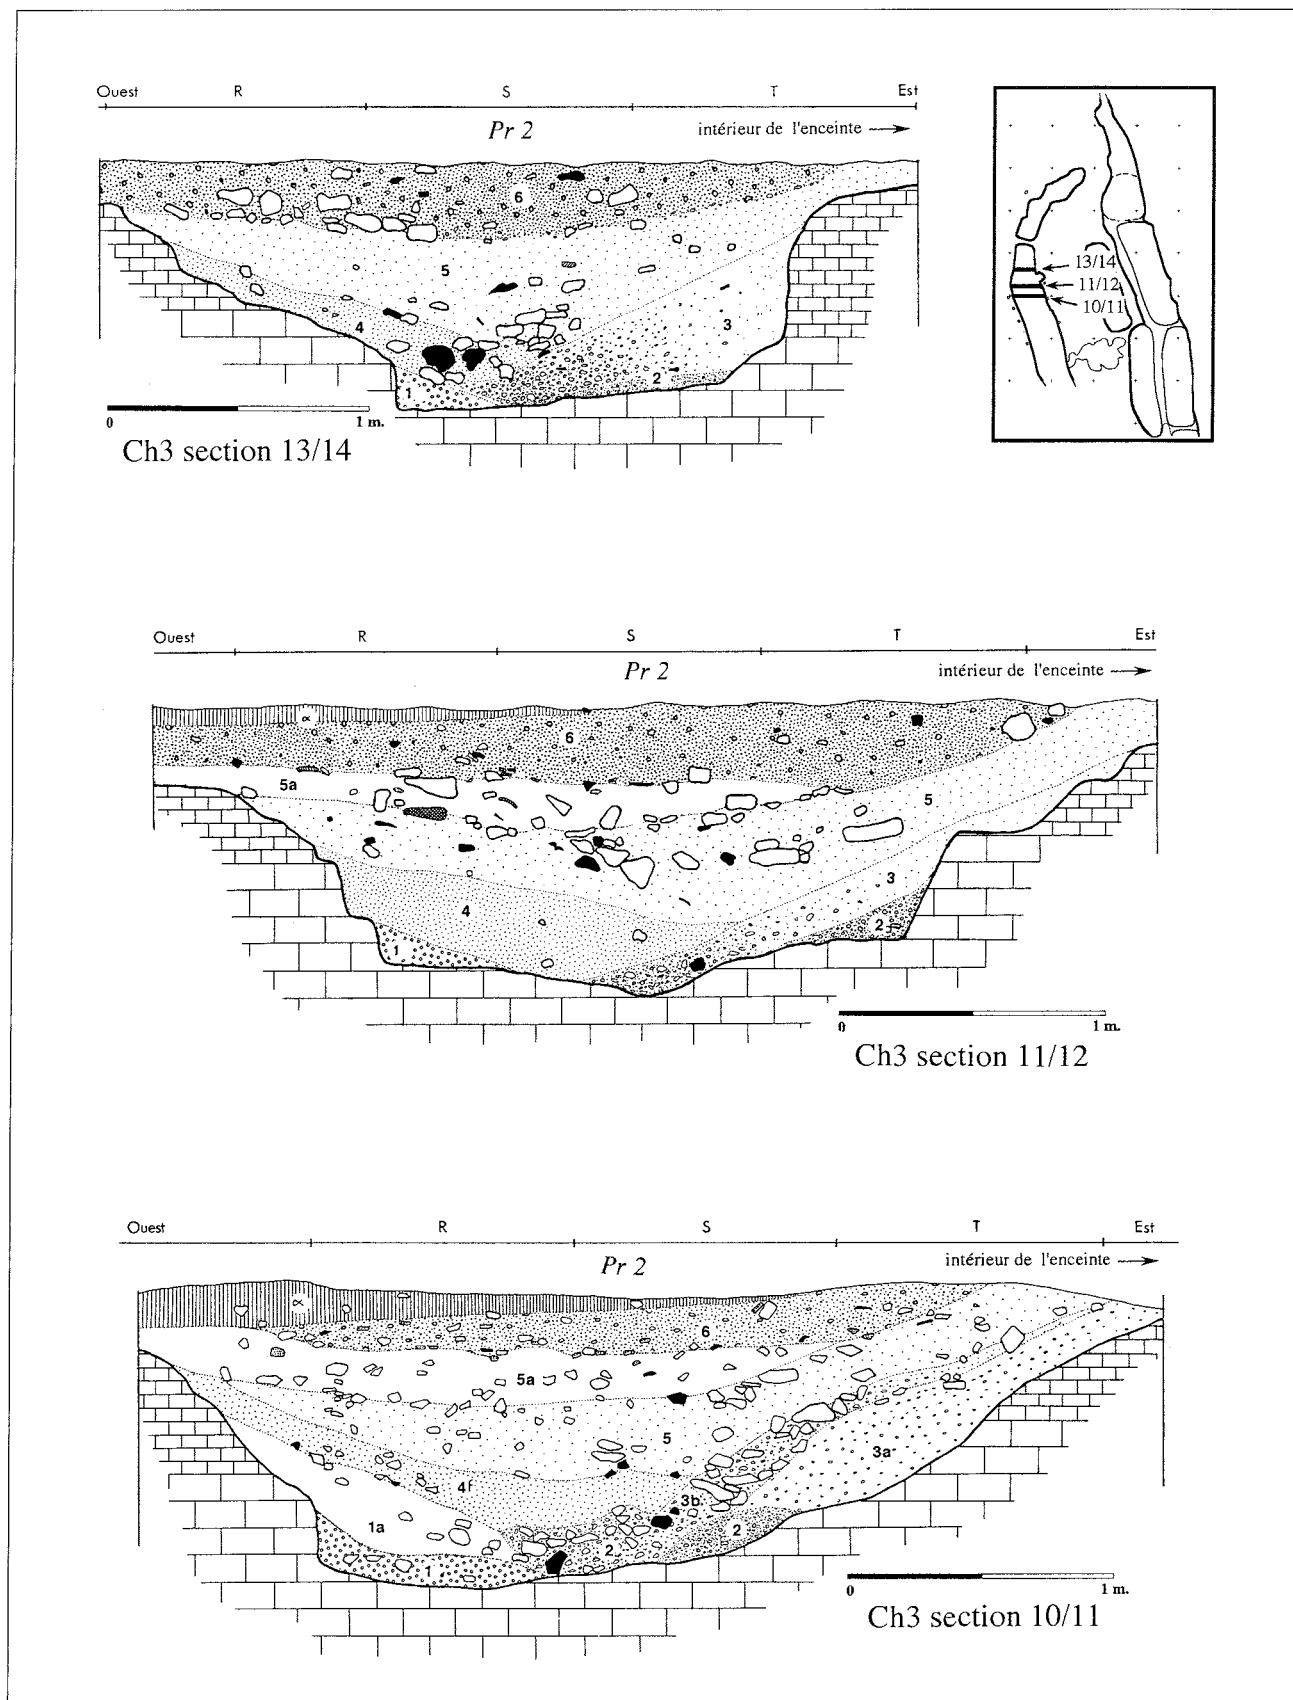 Ouest R S T Est
Pr 2 intérieur de l'enceinte
6
5
4
3
2
1
0 1 m.
Ch3 section 13/14
13/14
11/12
10/11
Ouest R S T Est
Pr 2 intérieur de l'enceinte
α
6
5a
5
3
4
2
1
0 1 m.
Ch3 section 11/12
Ouest R S T Est
Pr 2 intérieur de l'enceinte
α
6
5a
5
3a
4f
3b
1a
2
2
1
0 1 m.
Ch3 section 10/11